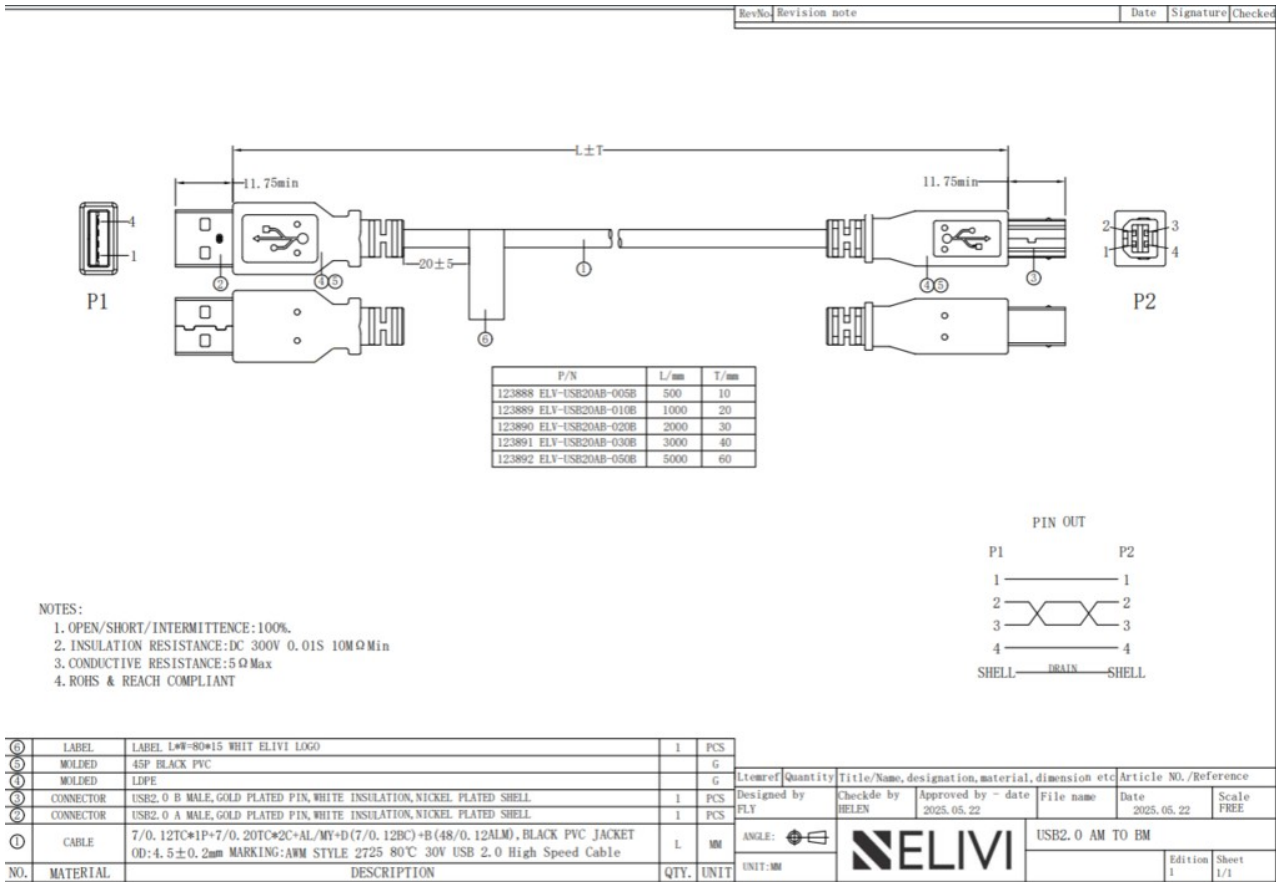 RevNo. Revision note Date Signature Checked
L±T
11.75min 11.75min
4
1
P1
2 3
1 4
P2
20±5
① ② ③ ④⑤ ④⑤ ⑥
P/N L/mm T/mm
123888 ELV-USB20AB-005B 500 10
123889 ELV-USB20AB-010B 1000 20
123890 ELV-USB20AB-020B 2000 30
123891 ELV-USB20AB-030B 3000 40
123892 ELV-USB20AB-050B 5000 60
PIN OUT
P1 P2
1 1
2 2
3 3
4 4
SHELL DRAIN SHELL
NOTES:
1.OPEN/SHORT/INTERMITTENCE:100%.
2.INSULATION RESISTANCE:DC 300V 0.01S 10MΩMin
3.CONDUCTIVE RESISTANCE:5ΩMax
4.ROHS & REACH COMPLIANT
⑥ LABEL LABEL L*W=80*15 WHIT ELIVI LOGO 1 PCS
⑤ MOLDED 45P BLACK PVC G
④ MOLDED LDPE G
③ CONNECTOR USB2.0 B MALE,GOLD PLATED PIN,WHITE INSULATION,NICKEL PLATED SHELL 1 PCS
② CONNECTOR USB2.0 A MALE,GOLD PLATED PIN,WHITE INSULATION,NICKEL PLATED SHELL 1 PCS
① CABLE 7/0.12TC*1P+7/0.20TC*2C+AL/MY+D(7/0.12BC)+B(48/0.12ALM),BLACK PVC JACKET
OD:4.5±0.2mm MARKING:AWM STYLE 2725 80℃ 30V USB 2.0 High Speed Cable L MM
NO. MATERIAL DESCRIPTION QTY. UNIT
Ltemref Quantity Title/Name,designation,material,dimension etc Article NO./Reference
Designed by Checkde by Approved by - date File name Date Scale
FLY HELEN 2025.05.22 2025.05.22 FREE
ANGLE:
UNIT:MM
ELIVI
USB2.0 AM TO BM
Edition Sheet
1 1/1